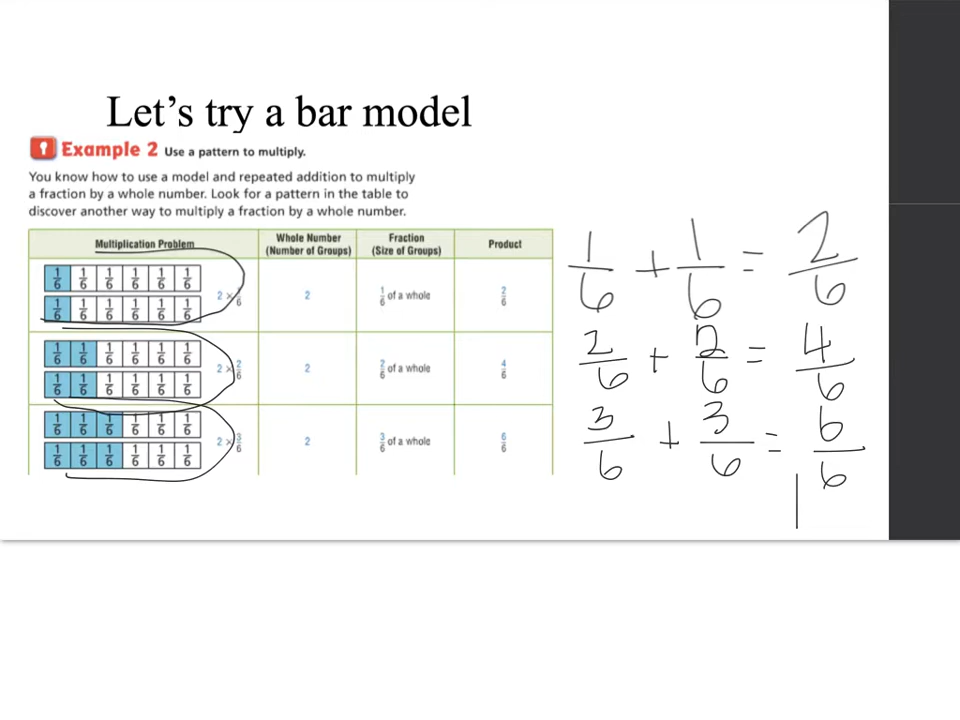 Let's try a bar model
Example 2 Use a pattern to multiply.
You know how to use a model and repeated addition to multiply
a fraction by a whole number. Look for a pattern in the table to
discover another way to multiply a fraction by a whole number.
Multiplication Problem Whole Number (Number of Groups) Fraction (Size of Groups) Product
1/6 1/6 1/6 1/6 1/6 1/6
1/6 1/6 1/6 1/6 1/6 1/6
2 × 1/6 2 1/6 of a whole 2/6
1/6 1/6 1/6 1/6 1/6 1/6
1/6 1/6 1/6 1/6 1/6 1/6
2 × 2/6 2 2/6 of a whole 4/6
1/6 1/6 1/6 1/6 1/6 1/6
1/6 1/6 1/6 1/6 1/6 1/6
2 × 3/6 2 3/6 of a whole 6/6
1/6 + 1/6 = 2/6
2/6 + 2/6 = 4/6
3/6 + 3/6 = 6/6
1